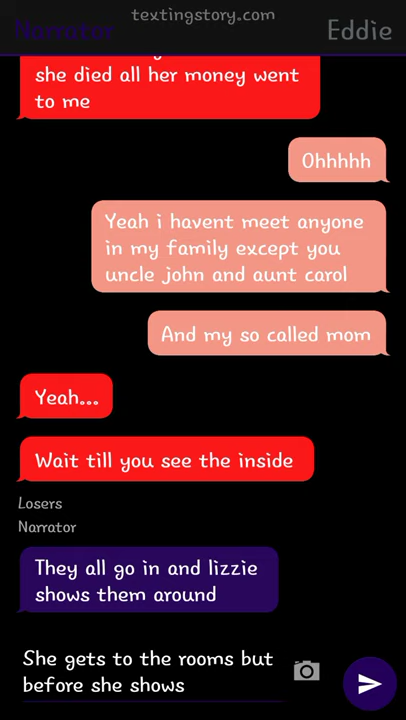 textingstory.com
Narrator
Eddie
she died all her money went
to me
Ohhhhh
Yeah i havent meet anyone
in my family except you
uncle john and aunt carol
And my so called mom
Yeah...
Wait till you see the inside
Losers
Narrator
They all go in and lizzie
shows them around
She gets to the rooms but
before she shows